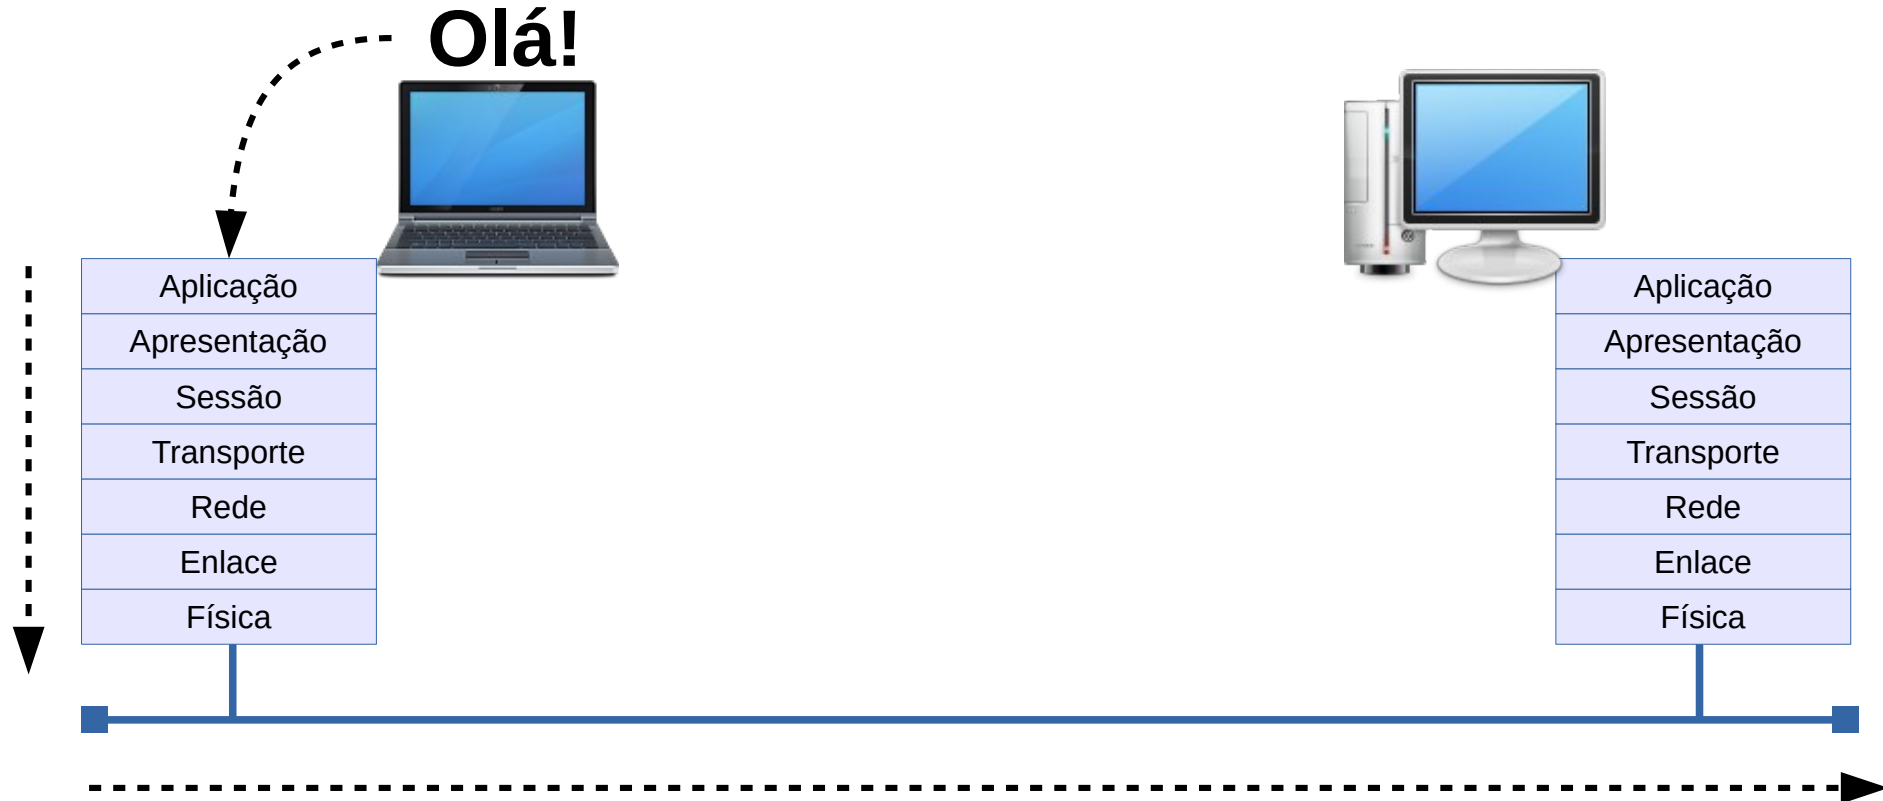 Olá!
Aplicação
Apresentação
Sessão
Transporte
Rede
Enlace
Física
Aplicação
Apresentação
Sessão
Transporte
Rede
Enlace
Física